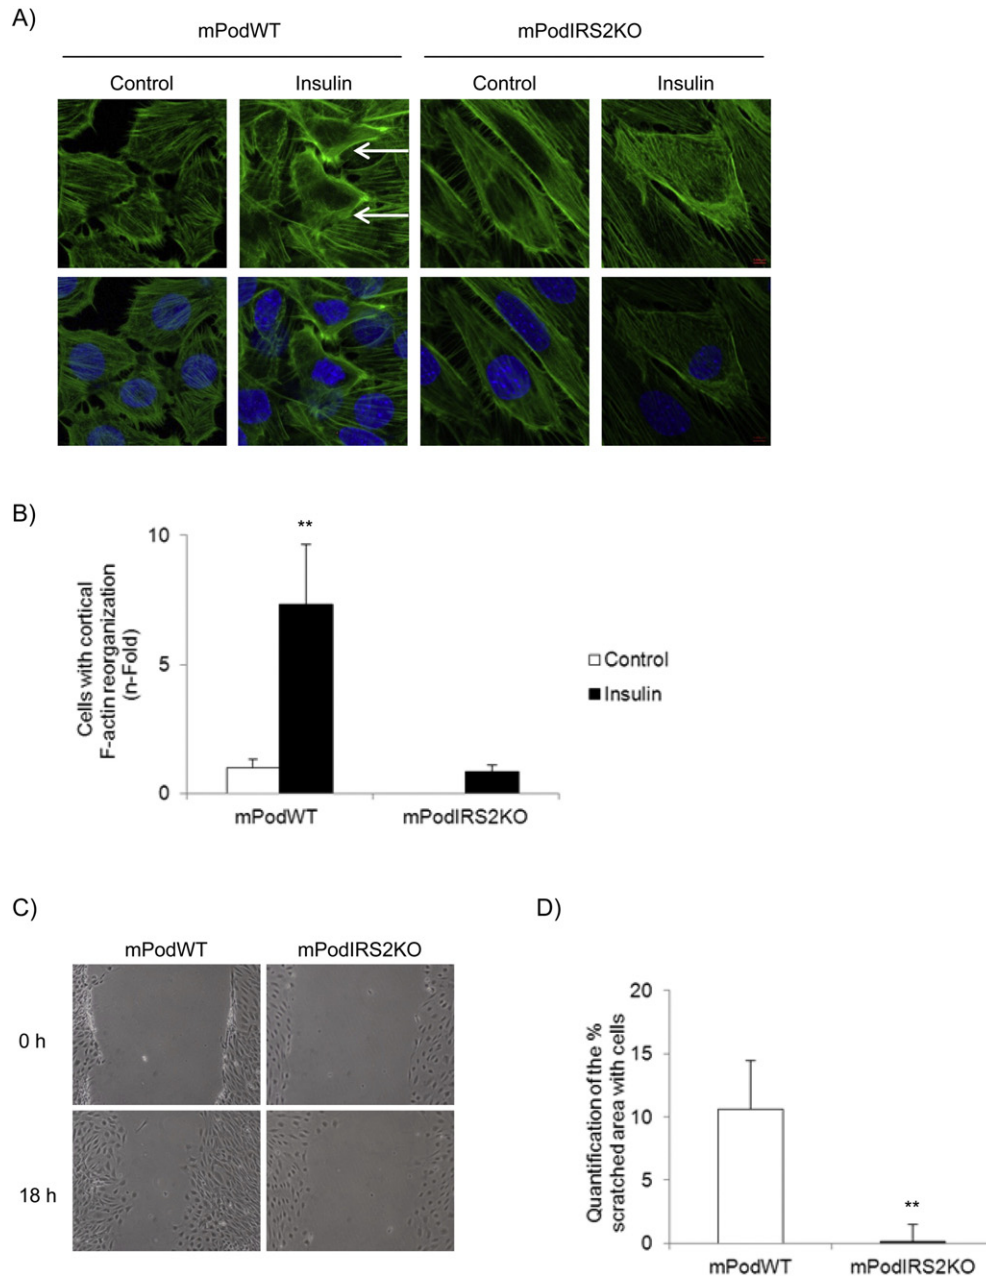 A)
mPodWT
mPodIRS2KO
Control
Insulin
Control
Insulin
B)
**
10
5
0
Cells with cortical
F-actin reorganization
(n-Fold)
Control
Insulin
mPodWT
mPodIRS2KO
C)
mPodWT
mPodIRS2KO
0 h
18 h
D)
20
15
10
5
0
Quantification of the %
scratched area with cells
**
mPodWT
mPodIRS2KO